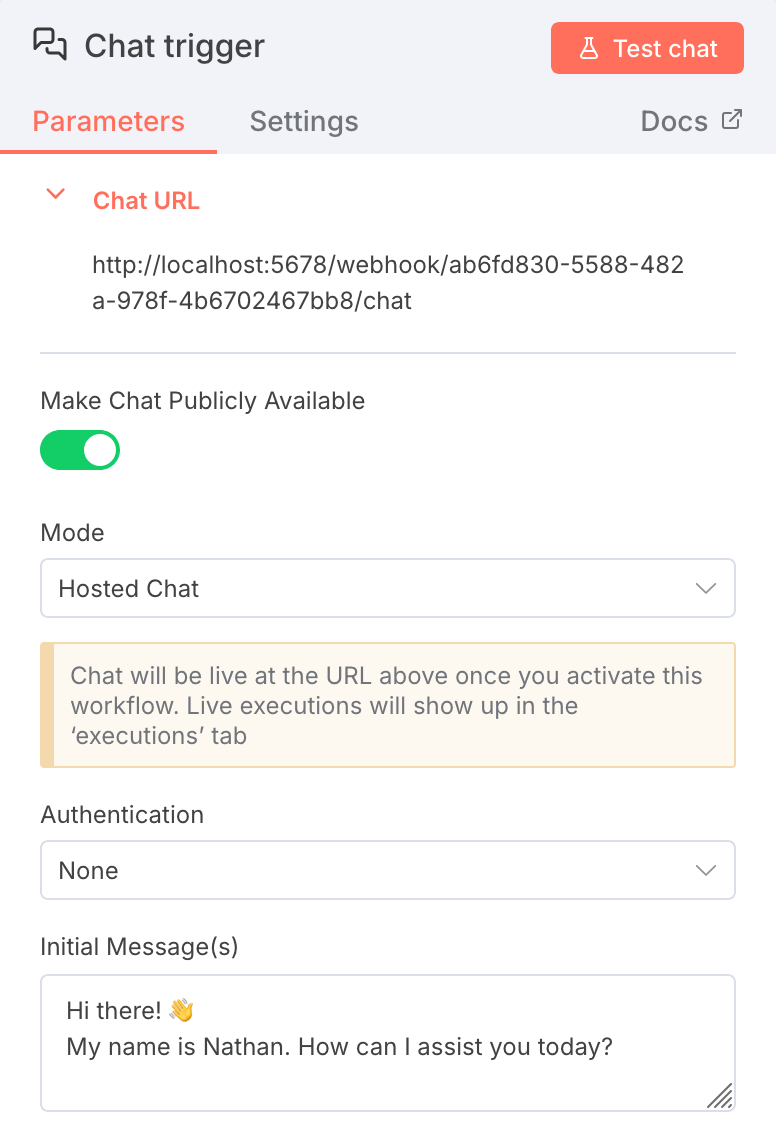 Chat trigger
Test chat
Parameters
Settings
Docs
Chat URL
http://localhost:5678/webhook/ab6fd830-5588-482
a-978f-4b6702467bb8/chat
Make Chat Publicly Available
Mode
Hosted Chat
Chat will be live at the URL above once you activate this
workflow. Live executions will show up in the
‘executions’ tab
Authentication
None
Initial Message(s)
Hi there! 👋
My name is Nathan. How can I assist you today?